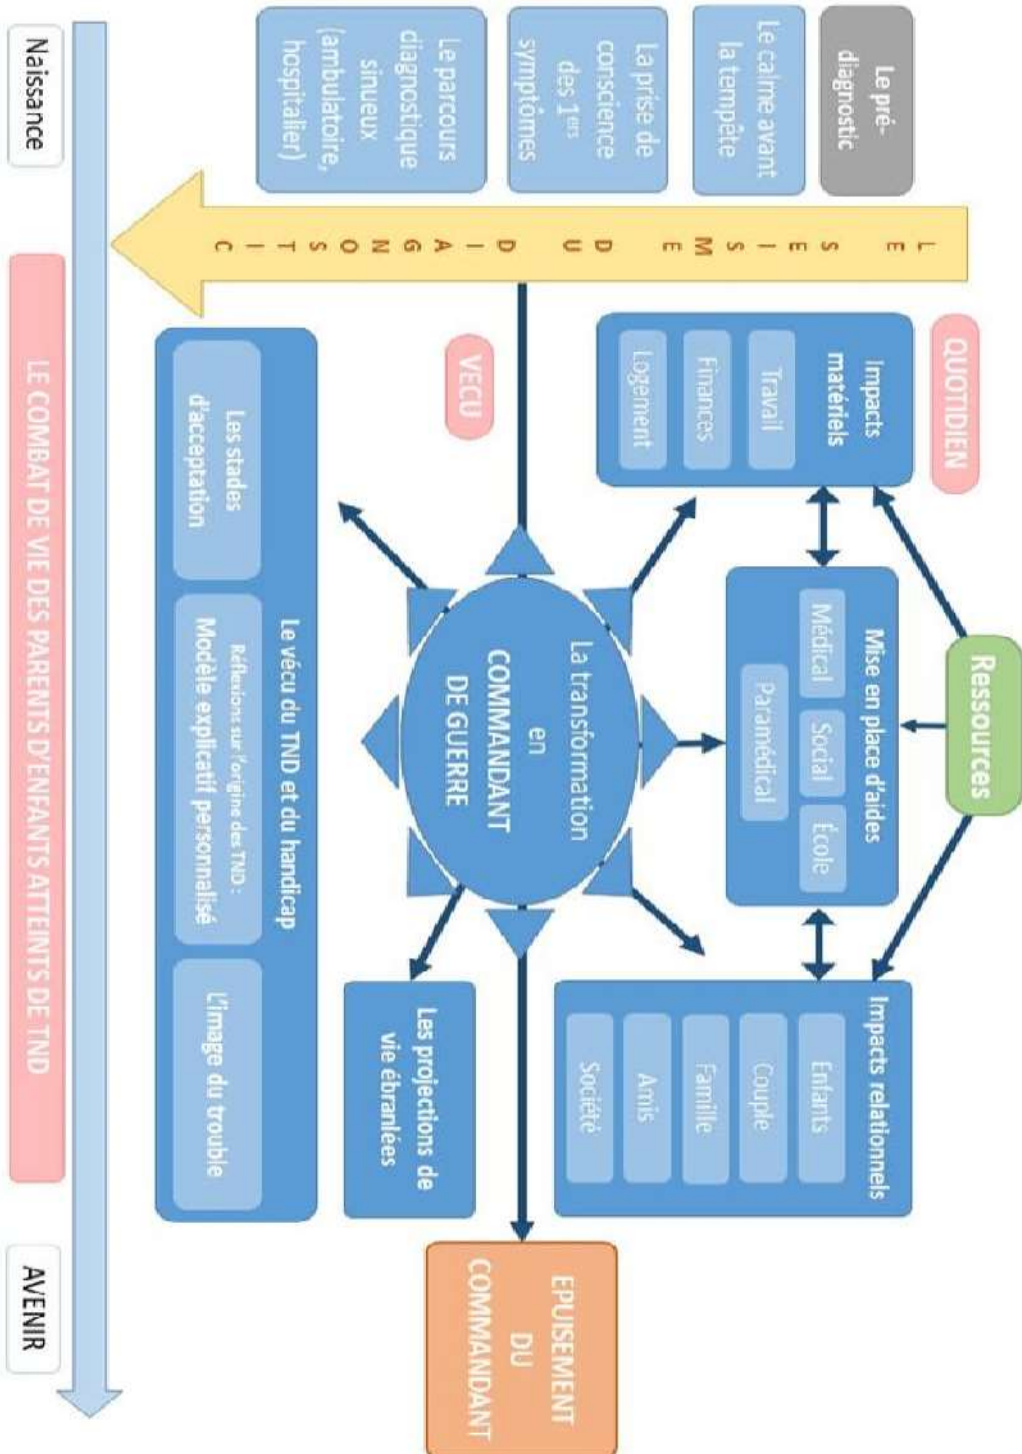 Le pré-
diagnostic
Le calme avant
la tempête
La prise de
conscience
des 1ers
symptômes
Le parcours
diagnostique
sinueux
(ambulatoire,
hospitalier)
LE SEISME DU DIAGNOSTIC
QUOTIDIEN
Impacts
matériels
Travail
Finances
Logement
VECU
Ressources
Mise en place d'aides
Médical
Social
École
Paramédical
Impacts relationnels
Enfants
Couple
Famille
Amis
Société
La transformation
en
COMMANDANT
DE GUERRE
Les projections de
vie ébranlées
EPUISEMENT
DU
COMMANDANT
Le vécu du TND et du handicap
Les stades
d'acceptation
Réflexions sur l'origine des TND :
Modèle explicatif personnalisé
L'image du trouble
Naissance
LE COMBAT DE VIE DES PARENTS D'ENFANTS ATTEINTS DE TND
AVENIR